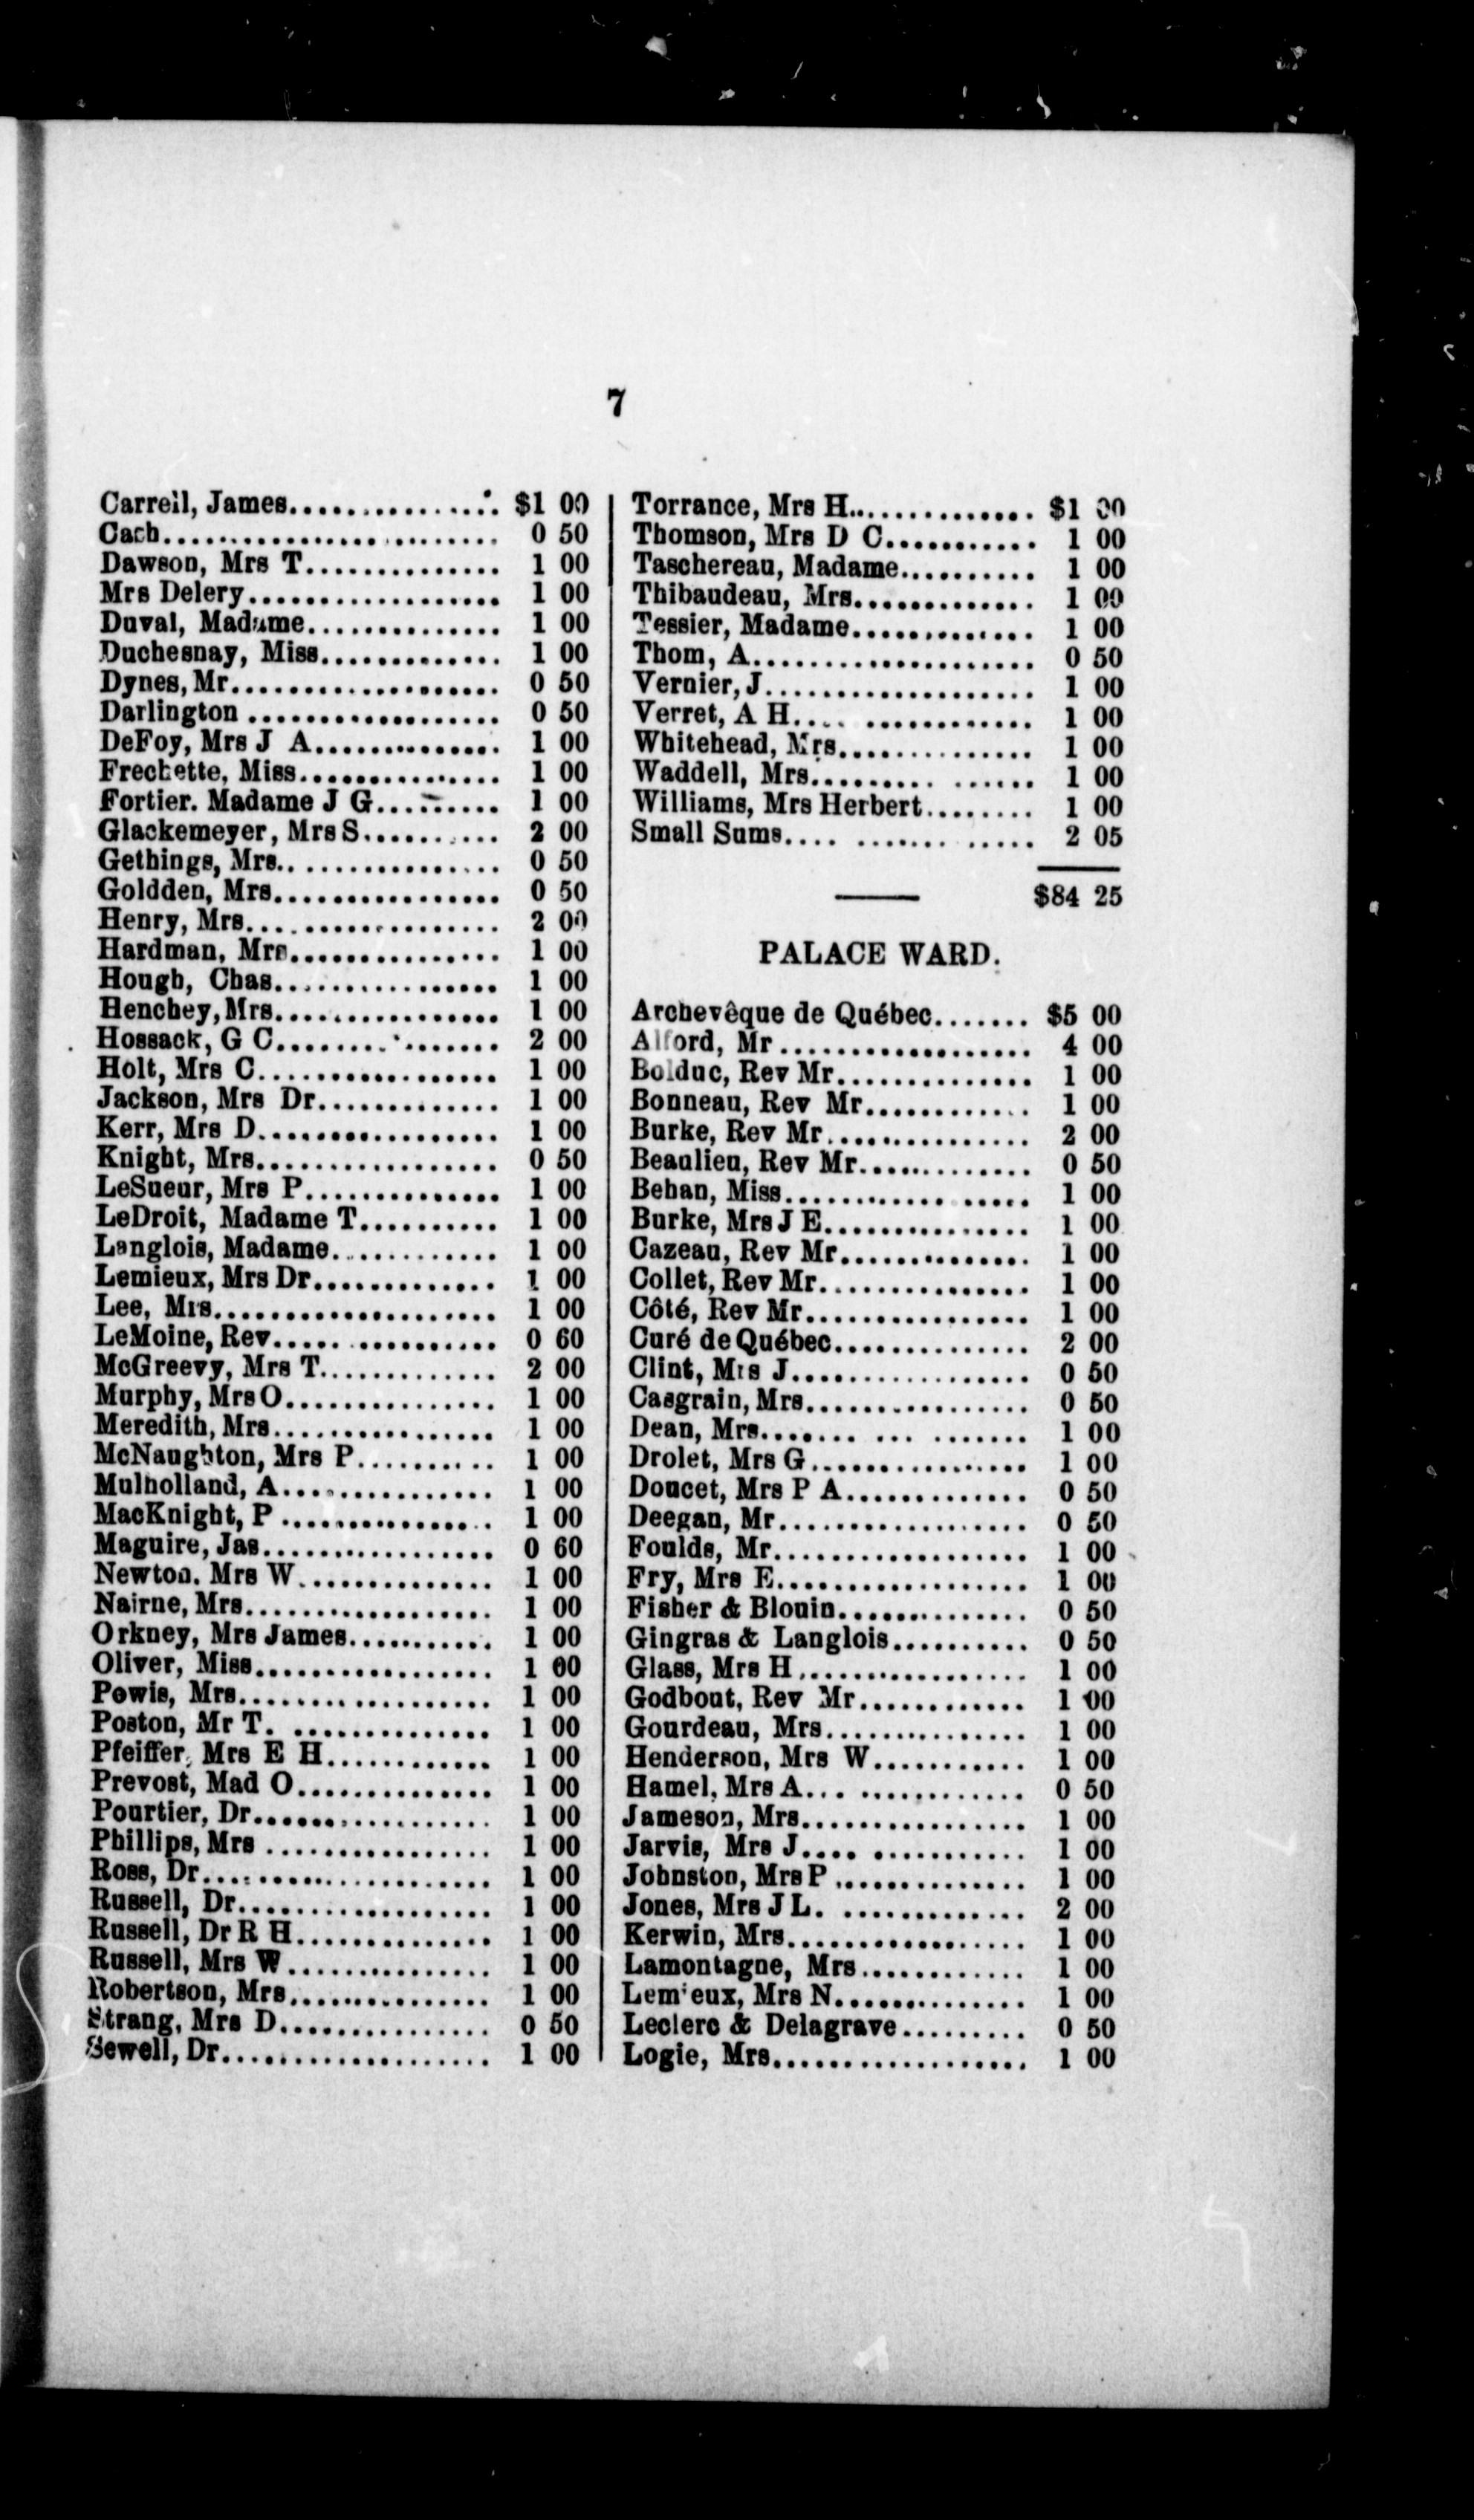 7
Carreil, James................ $1 00
Cash........................ 0 50
Dawson, Mrs T.............. 1 00
Mrs Delery.................. 1 00
Duval, Madame.............. 1 00
Duchesnay, Miss............. 1 00
Dynes, Mr................... 0 50
Darlington .................. 0 50
DeFoy, Mrs J A............. 1 00
Frechette, Miss.............. 1 00
Fortier. Madame J G......... 1 00
Glackemeyer, Mrs S.......... 2 00
Gethings, Mrs............... 0 50
Goldden, Mrs................ 0 50
Henry, Mrs.................. 2 00
Hardman, Mrs............... 1 00
Hough, Chas................ 1 00
Henchey, Mrs................ 1 00
Hossack, G C................ 2 00
Holt, Mrs C................. 1 00
Jackson, Mrs Dr............. 1 00
Kerr, Mrs D................. 1 00
Knight, Mrs................. 0 50
LeSueur, Mrs P.............. 1 00
LeDroit, Madame T.......... 1 00
Langlois, Madame............ 1 00
Lemieux, Mrs Dr............. 1 00
Lee, Mrs.................... 1 00
LeMoine, Rev................ 0 60
McGreevy, Mrs T............. 2 00
Murphy, Mrs O............... 1 00
Meredith, Mrs................ 1 00
McNaughton, Mrs P.......... 1 00
Mulholland, A............... 1 00
MacKnight, P ............... 1 00
Maguire, Jas................. 0 60
Newton. Mrs W.............. 1 00
Nairne, Mrs.................. 1 00
Orkney, Mrs James........... 1 00
Oliver, Miss................. 1 00
Powis, Mrs.................. 1 00
Poston, Mr T. .............. 1 00
Pfeiffer, Mrs E H............ 1 00
Prevost, Mad O.............. 1 00
Pourtier, Dr................. 1 00
Phillips, Mrs ................ 1 00
Ross, Dr.................... 1 00
Russell, Dr.................. 1 00
Russell, Dr R H.............. 1 00
Russell, Mrs W............... 1 00
Robertson, Mrs.............. 1 00
Strang, Mrs D............... 0 50
Sewell, Dr................... 1 00
Torrance, Mrs H............. $1 00
Thomson, Mrs D C........... 1 00
Taschereau, Madame.......... 1 00
Thibaudeau, Mrs............. 1 00
Tessier, Madame............. 1 00
Thom, A.................... 0 50
Vernier, J................... 1 00
Verret, A H.... ............ 1 00
Whitehead, Mrs.............. 1 00
Waddell, Mrs......... ...... 1 00
Williams, Mrs Herbert........ 1 00
Small Sums.... ....... ..... 2 05
$84 25
PALACE WARD.
Archevêque de Québec....... $5 00
Alford, Mr .................. 4 00
Bolduc, Rev Mr.............. 1 00
Bonneau, Rev Mr............ 1 00
Burke, Rev Mr............... 2 00
Beaulieu, Rev Mr............ 0 50
Behan, Miss........... ..... 1 00
Burke, Mrs J E............... 1 00
Cazeau, Rev Mr.............. 1 00
Collet, Rev Mr............... 1 00
Côté, Rev Mr................ 1 00
Curé de Québec.............. 2 00
Clint, Mrs J................. 0 50
Casgrain, Mrs................ 0 50
Dean, Mrs....... ... ....... 1 00
Drolet, Mrs G................ 1 00
Doucet, Mrs P A............. 0 50
Deegan, Mr.................. 0 50
Foulds, Mr.................. 1 00
Fry, Mrs E.................. 1 00
Fisher & Blouin.............. 0 50
Gingras & Langlois.......... 0 50
Glass, Mrs H................. 1 00
Godbout, Rev Mr............ 1 00
Gourdeau, Mrs............... 1 00
Henderson, Mrs W........... 1 00
Hamel, Mrs A... ............ 0 50
Jameson, Mrs................ 1 00
Jarvis, Mrs J.... ........... 1 00
Johnston, Mrs P .............. 1 00
Jones, Mrs J L. ............. 2 00
Kerwin, Mrs................. 1 00
Lamontagne, Mrs............ 1 00
Lemieux, Mrs N.............. 1 00
Leclerc & Delagrave......... 0 50
Logie, Mrs.................. 1 00